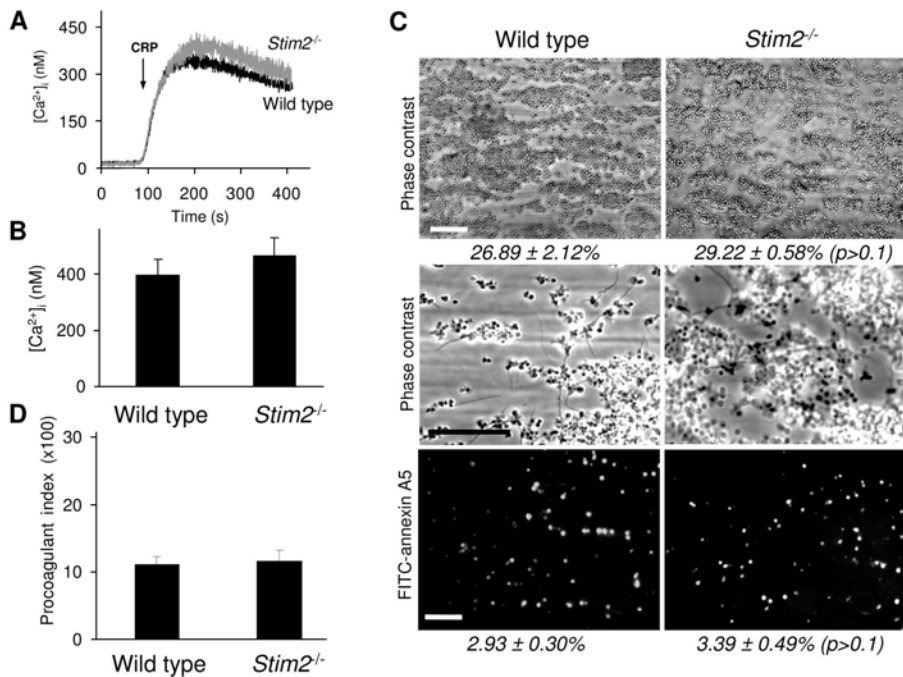 A
[Ca²⁺]ᵢ (nM)
450
300
150
0
CRP
Stim2⁻/⁻
Wild type
0 100 200 300 400
Time (s)
B
[Ca²⁺]ᵢ (nM)
400
200
0
Wild type Stim2⁻/⁻
D
Procoagulant index (x100)
30
20
10
0
Wild type Stim2⁻/⁻
C
Wild type Stim2⁻/⁻
Phase contrast
26.89 ± 2.12% 29.22 ± 0.58% (p>0.1)
Phase contrast
FITC-annexin A5
2.93 ± 0.30% 3.39 ± 0.49% (p>0.1)